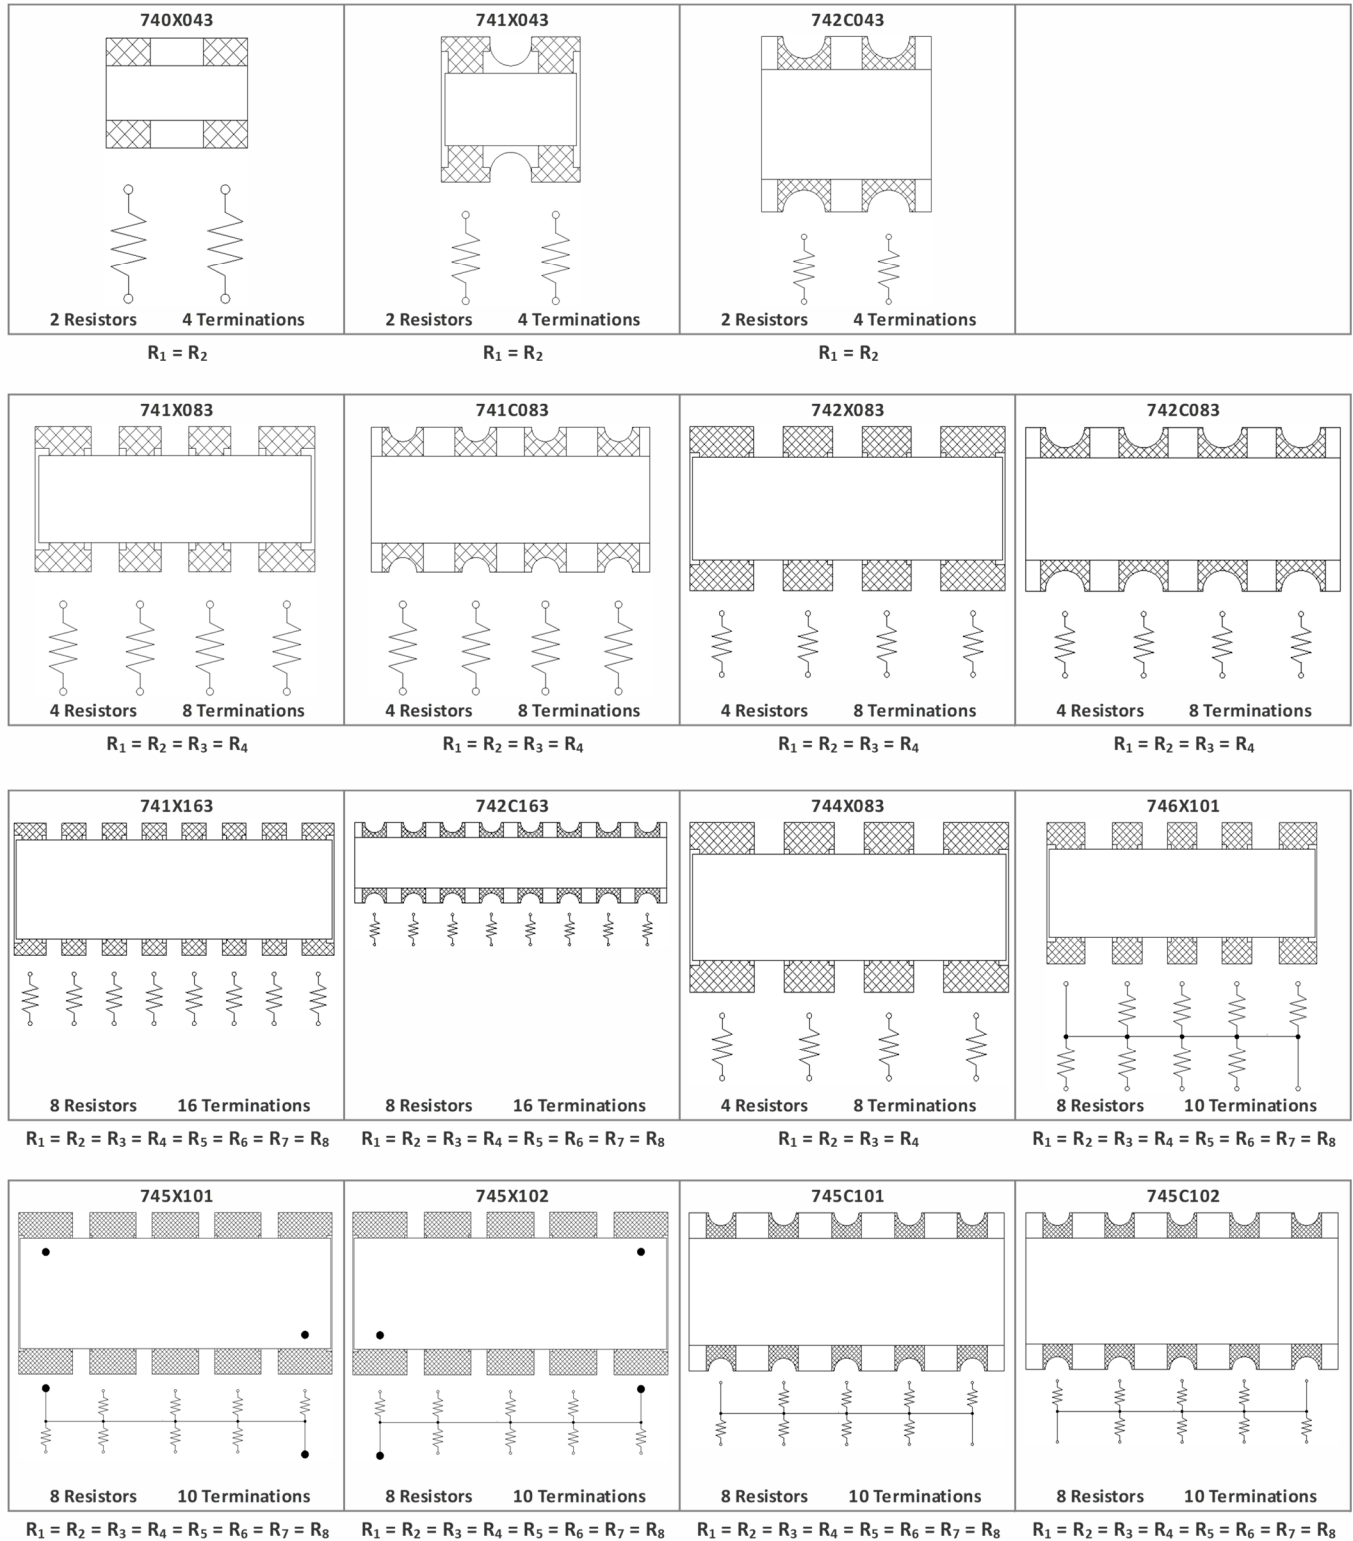 740X043 741X043 742C043
2 Resistors 4 Terminations 2 Resistors 4 Terminations 2 Resistors 4 Terminations
R₁ = R₂ R₁ = R₂ R₁ = R₂
741X083 741C083 742X083 742C083
4 Resistors 8 Terminations 4 Resistors 8 Terminations 4 Resistors 8 Terminations 4 Resistors 8 Terminations
R₁ = R₂ = R₃ = R₄ R₁ = R₂ = R₃ = R₄ R₁ = R₂ = R₃ = R₄ R₁ = R₂ = R₃ = R₄
741X163 742C163 744X083 746X101
8 Resistors 16 Terminations 8 Resistors 16 Terminations 4 Resistors 8 Terminations 8 Resistors 10 Terminations
R₁ = R₂ = R₃ = R₄ = R₅ = R₆ = R₇ = R₈ R₁ = R₂ = R₃ = R₄ = R₅ = R₆ = R₇ = R₈ R₁ = R₂ = R₃ = R₄ R₁ = R₂ = R₃ = R₄ = R₅ = R₆ = R₇ = R₈
745X101 745X102 745C101 745C102
8 Resistors 10 Terminations 8 Resistors 10 Terminations 8 Resistors 10 Terminations 8 Resistors 10 Terminations
R₁ = R₂ = R₃ = R₄ = R₅ = R₆ = R₇ = R₈ R₁ = R₂ = R₃ = R₄ = R₅ = R₆ = R₇ = R₈ R₁ = R₂ = R₃ = R₄ = R₅ = R₆ = R₇ = R₈ R₁ = R₂ = R₃ = R₄ = R₅ = R₆ = R₇ = R₈